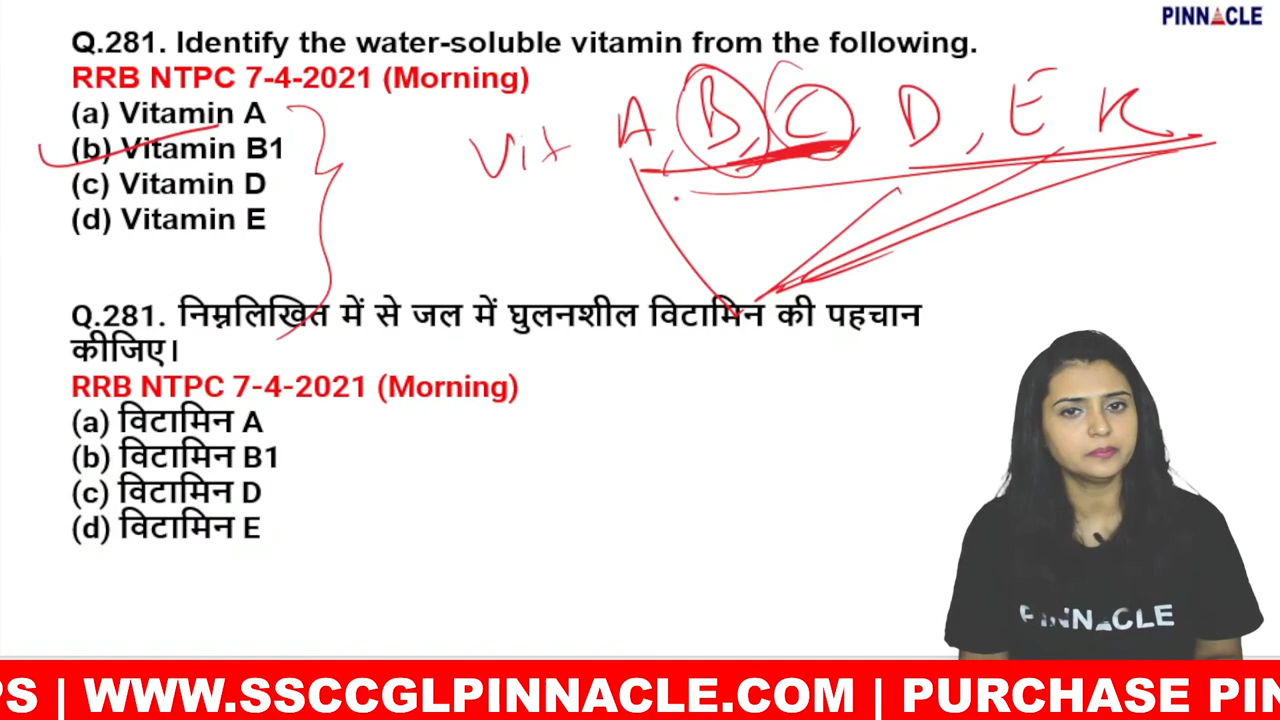 PINNACLE
Q.281. Identify the water-soluble vitamin from the following.
RRB NTPC 7-4-2021 (Morning)
(a) Vitamin A
(b) Vitamin B1
(c) Vitamin D
(d) Vitamin E
Vit A, B, C D, E K
Q.281. निम्नलिखित में से जल में घुलनशील विटामिन की पहचान
कीजिए।
RRB NTPC 7-4-2021 (Morning)
(a) विटामिन A
(b) विटामिन B1
(c) विटामिन D
(d) विटामिन E
PINNACLE
PS | WWW.SSCCGLPINNACLE.COM | PURCHASE PIN